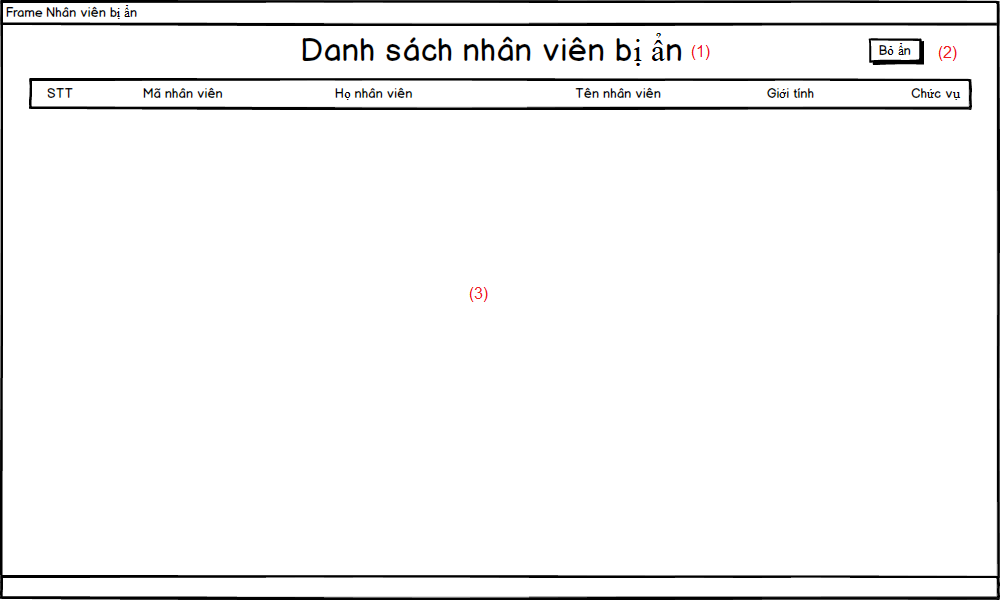 Frame Nhân viên bị ẩn
Danh sách nhân viên bị ẩn (1) Bỏ ẩn (2)
STT Mã nhân viên Họ nhân viên Tên nhân viên Giới tính Chức vụ
(3)